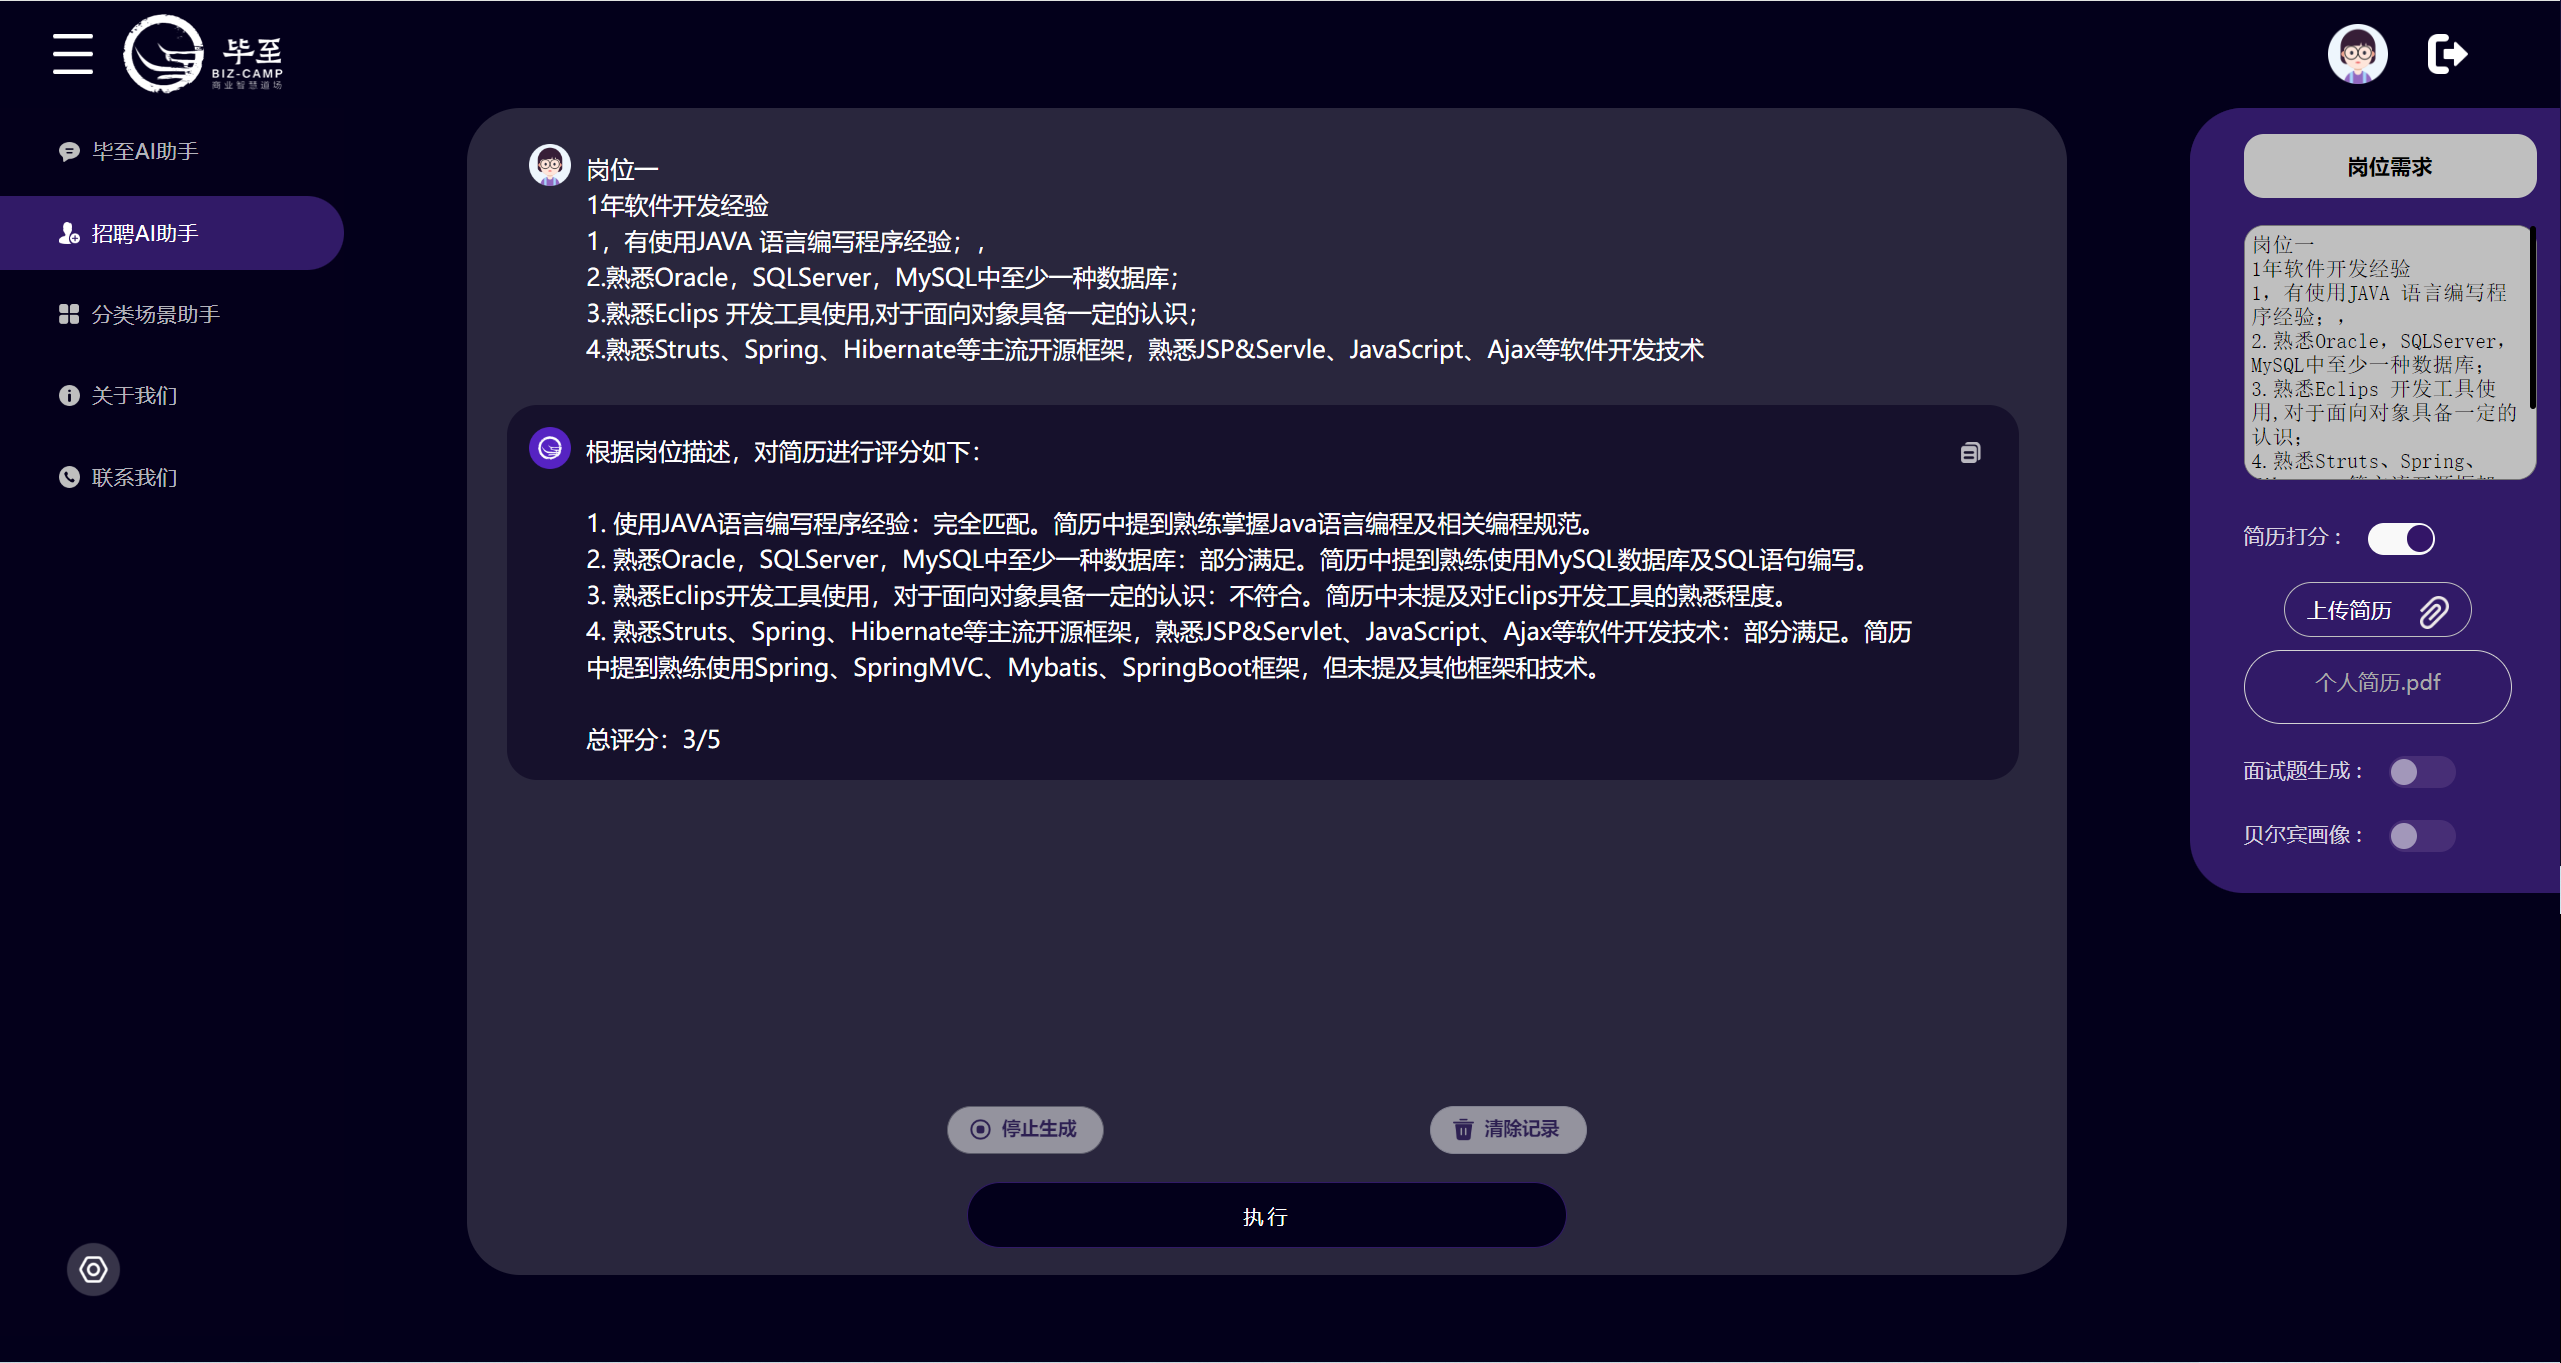 毕至
BIZ-CAMP
商业智慧道场
毕至AI助手
招聘AI助手
分类场景助手
关于我们
联系我们
岗位一
1年软件开发经验
1，有使用JAVA 语言编写程序经验；，
2.熟悉Oracle，SQLServer，MySQL中至少一种数据库；
3.熟悉Eclips 开发工具使用,对于面向对象具备一定的认识；
4.熟悉Struts、Spring、Hibernate等主流开源框架，熟悉JSP&Servle、JavaScript、Ajax等软件开发技术
根据岗位描述，对简历进行评分如下：
1. 使用JAVA语言编写程序经验：完全匹配。简历中提到熟练掌握Java语言编程及相关编程规范。
2. 熟悉Oracle，SQLServer，MySQL中至少一种数据库：部分满足。简历中提到熟练使用MySQL数据库及SQL语句编写。
3. 熟悉Eclips开发工具使用，对于面向对象具备一定的认识：不符合。简历中未提及对Eclips开发工具的熟悉程度。
4. 熟悉Struts、Spring、Hibernate等主流开源框架，熟悉JSP&Servlet、JavaScript、Ajax等软件开发技术：部分满足。简历
中提到熟练使用Spring、SpringMVC、Mybatis、SpringBoot框架，但未提及其他框架和技术。
总评分：3/5
停止生成
清除记录
执行
岗位需求
岗位一
1年软件开发经验
1，有使用JAVA 语言编写程
序经验；，
2.熟悉Oracle，SQLServer，
MySQL中至少一种数据库；
3.熟悉Eclips 开发工具使
用,对于面向对象具备一定的
认识；
4.熟悉Struts、Spring、
简历打分：
上传简历
个人简历.pdf
面试题生成：
贝尔宾画像：